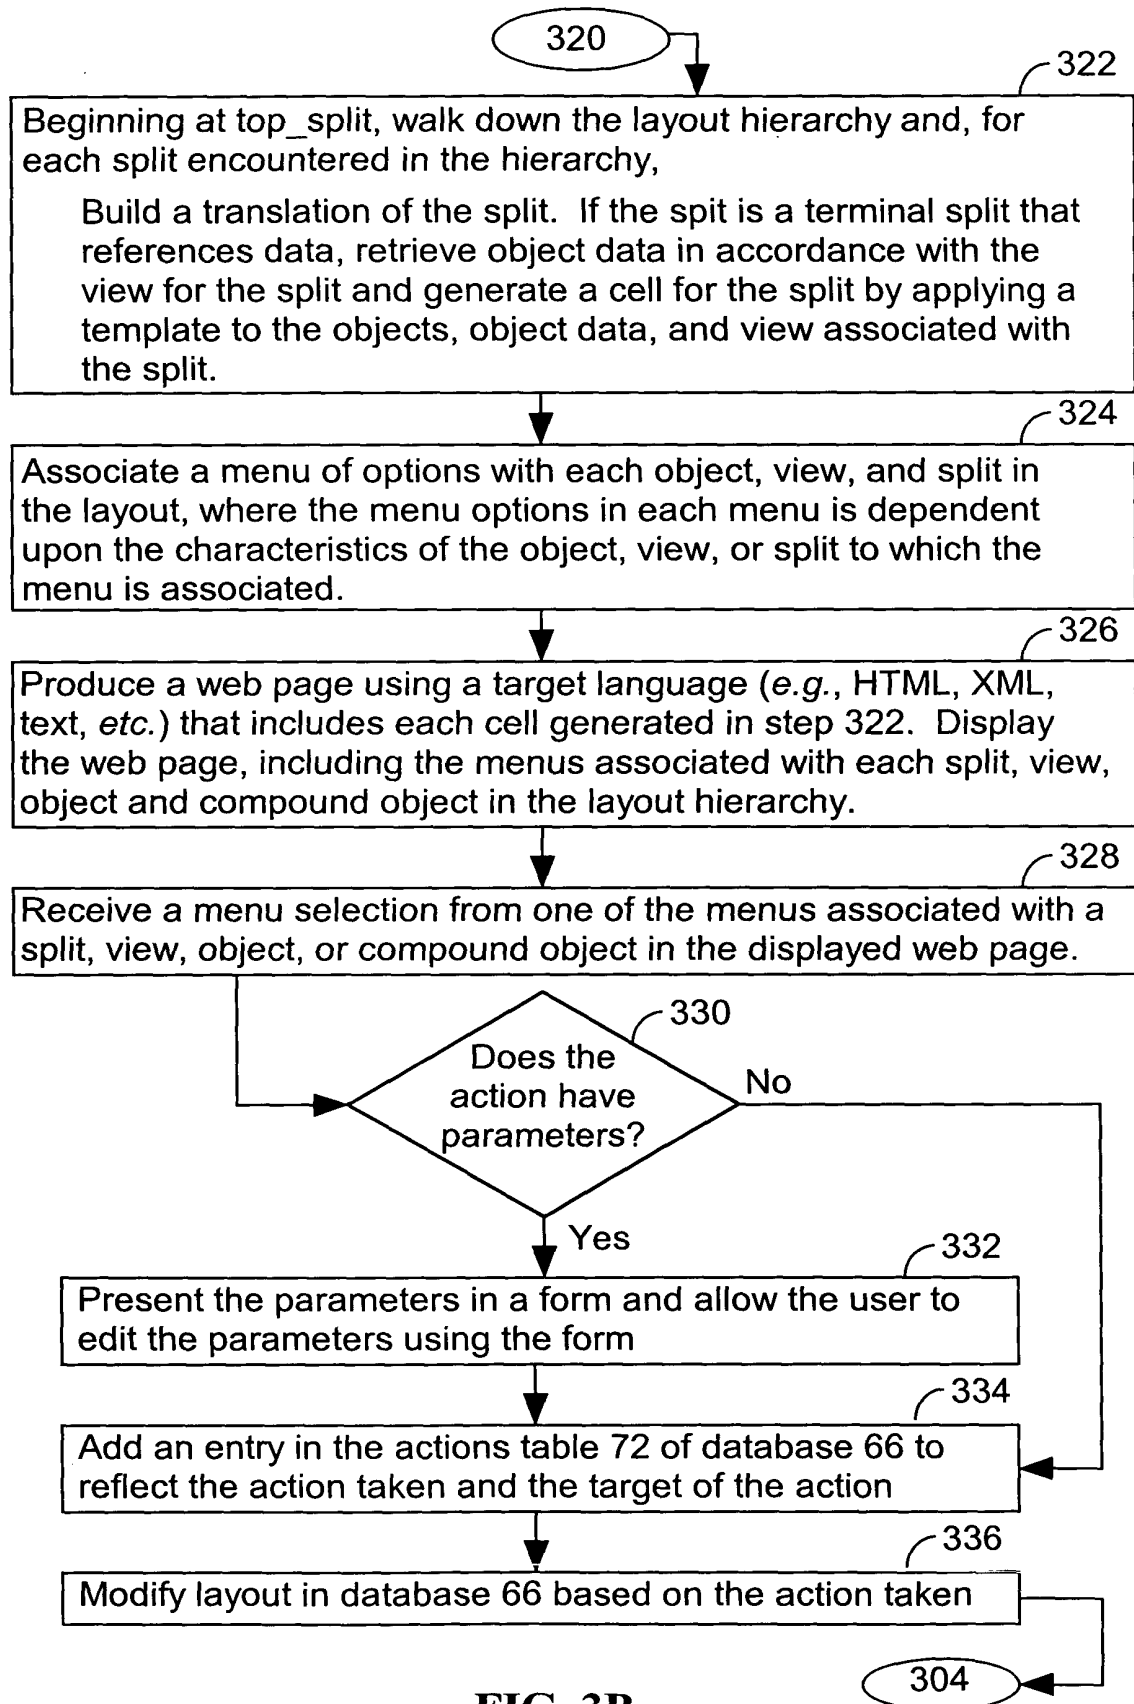 320
322
Beginning at top_split, walk down the layout hierarchy and, for
each split encountered in the hierarchy,
Build a translation of the split. If the spit is a terminal split that
references data, retrieve object data in accordance with the
view for the split and generate a cell for the split by applying a
template to the objects, object data, and view associated with
the split.
324
Associate a menu of options with each object, view, and split in
the layout, where the menu options in each menu is dependent
upon the characteristics of the object, view, or split to which the
menu is associated.
326
Produce a web page using a target language (e.g., HTML, XML,
text, etc.) that includes each cell generated in step 322. Display
the web page, including the menus associated with each split, view,
object and compound object in the layout hierarchy.
328
Receive a menu selection from one of the menus associated with a
split, view, object, or compound object in the displayed web page.
330
Does the
action have
parameters?
No
Yes
332
Present the parameters in a form and allow the user to
edit the parameters using the form
334
Add an entry in the actions table 72 of database 66 to
reflect the action taken and the target of the action
336
Modify layout in database 66 based on the action taken
304
FIG. 3B